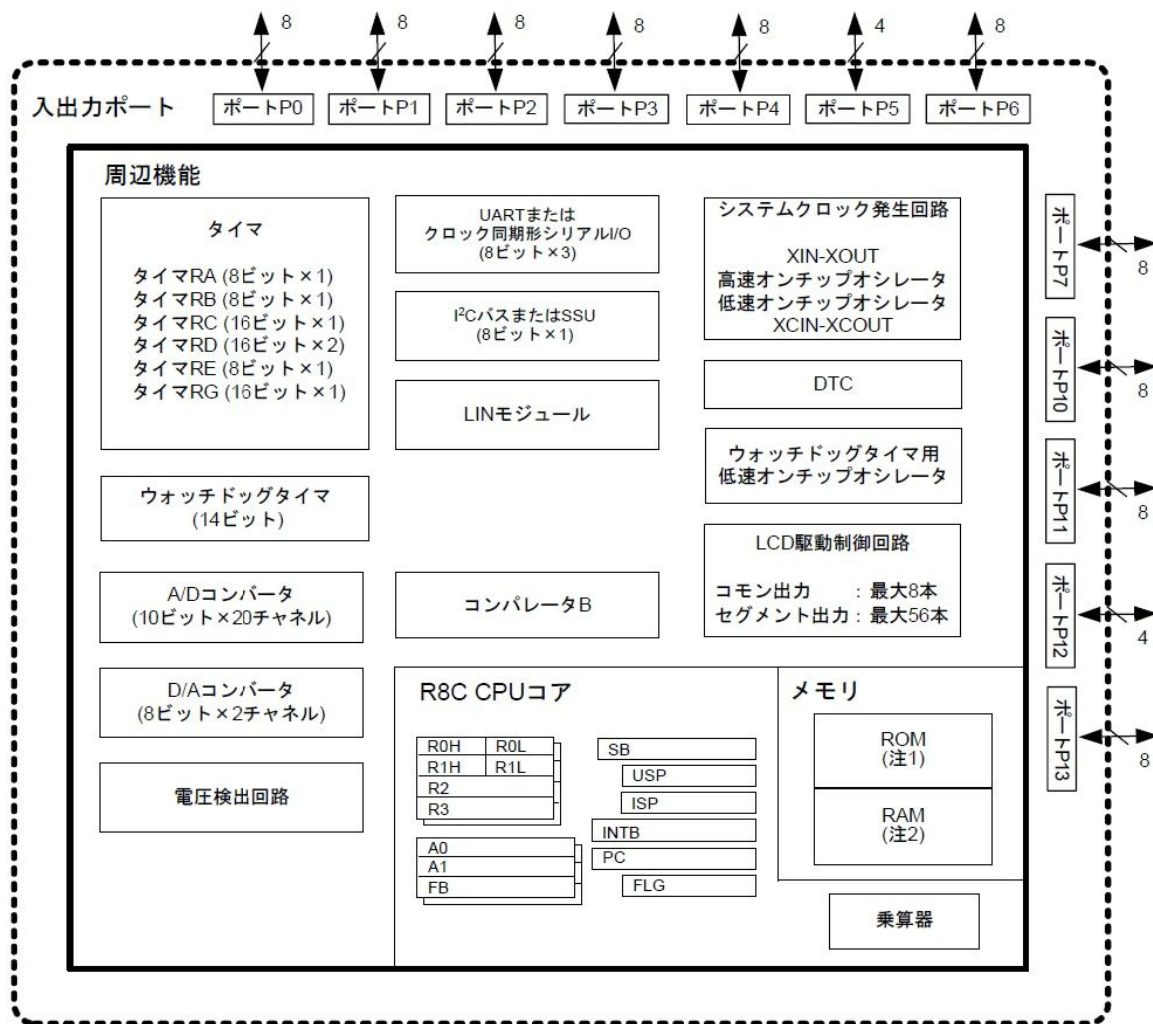 8 8 8 8 8 4 8
入出力ポート
ポートP0 ポートP1 ポートP2 ポートP3 ポートP4 ポートP5 ポートP6
周辺機能
タイマ
タイマRA (8ビット×1)
タイマRB (8ビット×1)
タイマRC (16ビット×1)
タイマRD (16ビット×2)
タイマRE (8ビット×1)
タイマRG (16ビット×1)
ウォッチドッグタイマ
(14ビット)
A/Dコンバータ
(10ビット×20チャネル)
D/Aコンバータ
(8ビット×2チャネル)
電圧検出回路
UARTまたは
クロック同期形シリアルI/O
(8ビット×3)
I²CバスまたはSSU
(8ビット×1)
LINモジュール
コンパレータB
システムクロック発生回路
XIN-XOUT
高速オンチップオシレータ
低速オンチップオシレータ
XCIN-XCOUT
DTC
ウォッチドッグタイマ用
低速オンチップオシレータ
LCD駆動制御回路
コモン出力 : 最大8本
セグメント出力 : 最大56本
R8C CPUコア
R0H R0L
R1H R1L
R2
R3
A0
A1
FB
SB
USP
ISP
INTB
PC
FLG
メモリ
ROM
(注1)
RAM
(注2)
乗算器
ポートP7
8
ポートP10
8
ポートP11
8
ポートP12
4
ポートP13
8